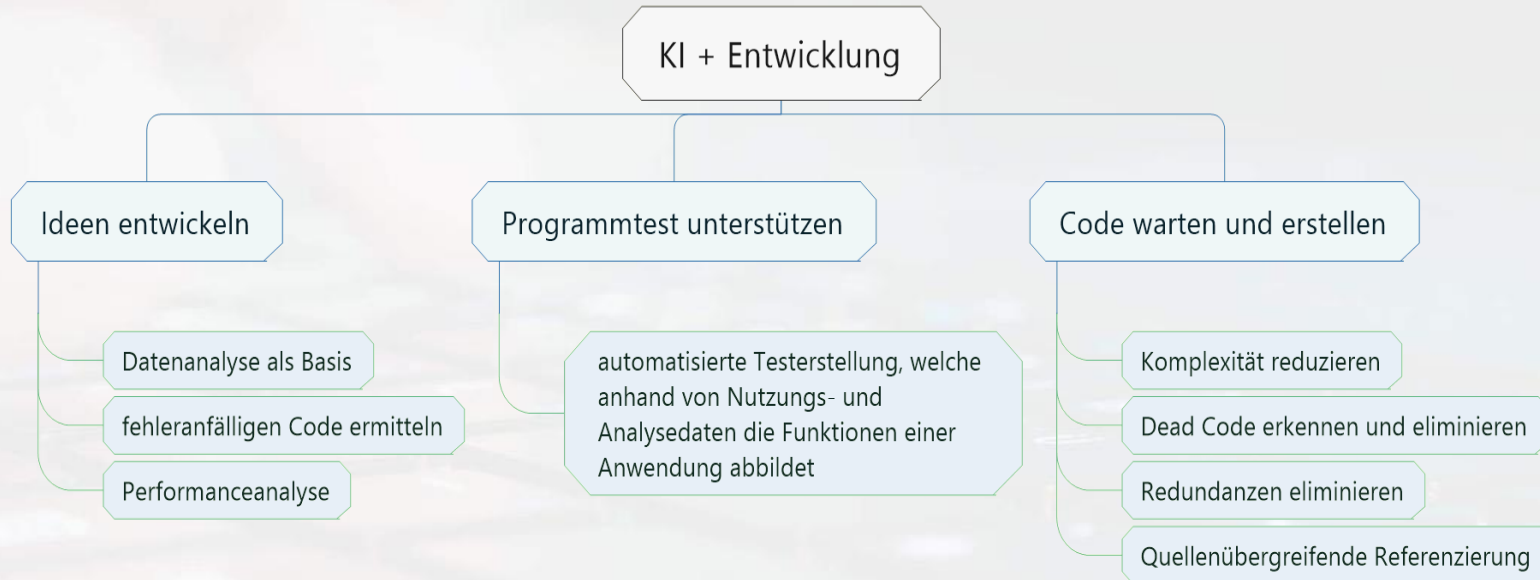 KI + Entwicklung
Ideen entwickeln
Datenanalyse als Basis
fehleranfälligen Code ermitteln
Performanceanalyse
Programmtest unterstützen
automatisierte Testerstellung, welche
anhand von Nutzungs- und
Analysedaten die Funktionen einer
Anwendung abbildet
Code warten und erstellen
Komplexität reduzieren
Dead Code erkennen und eliminieren
Redundanzen eliminieren
Quellenübergreifende Referenzierung